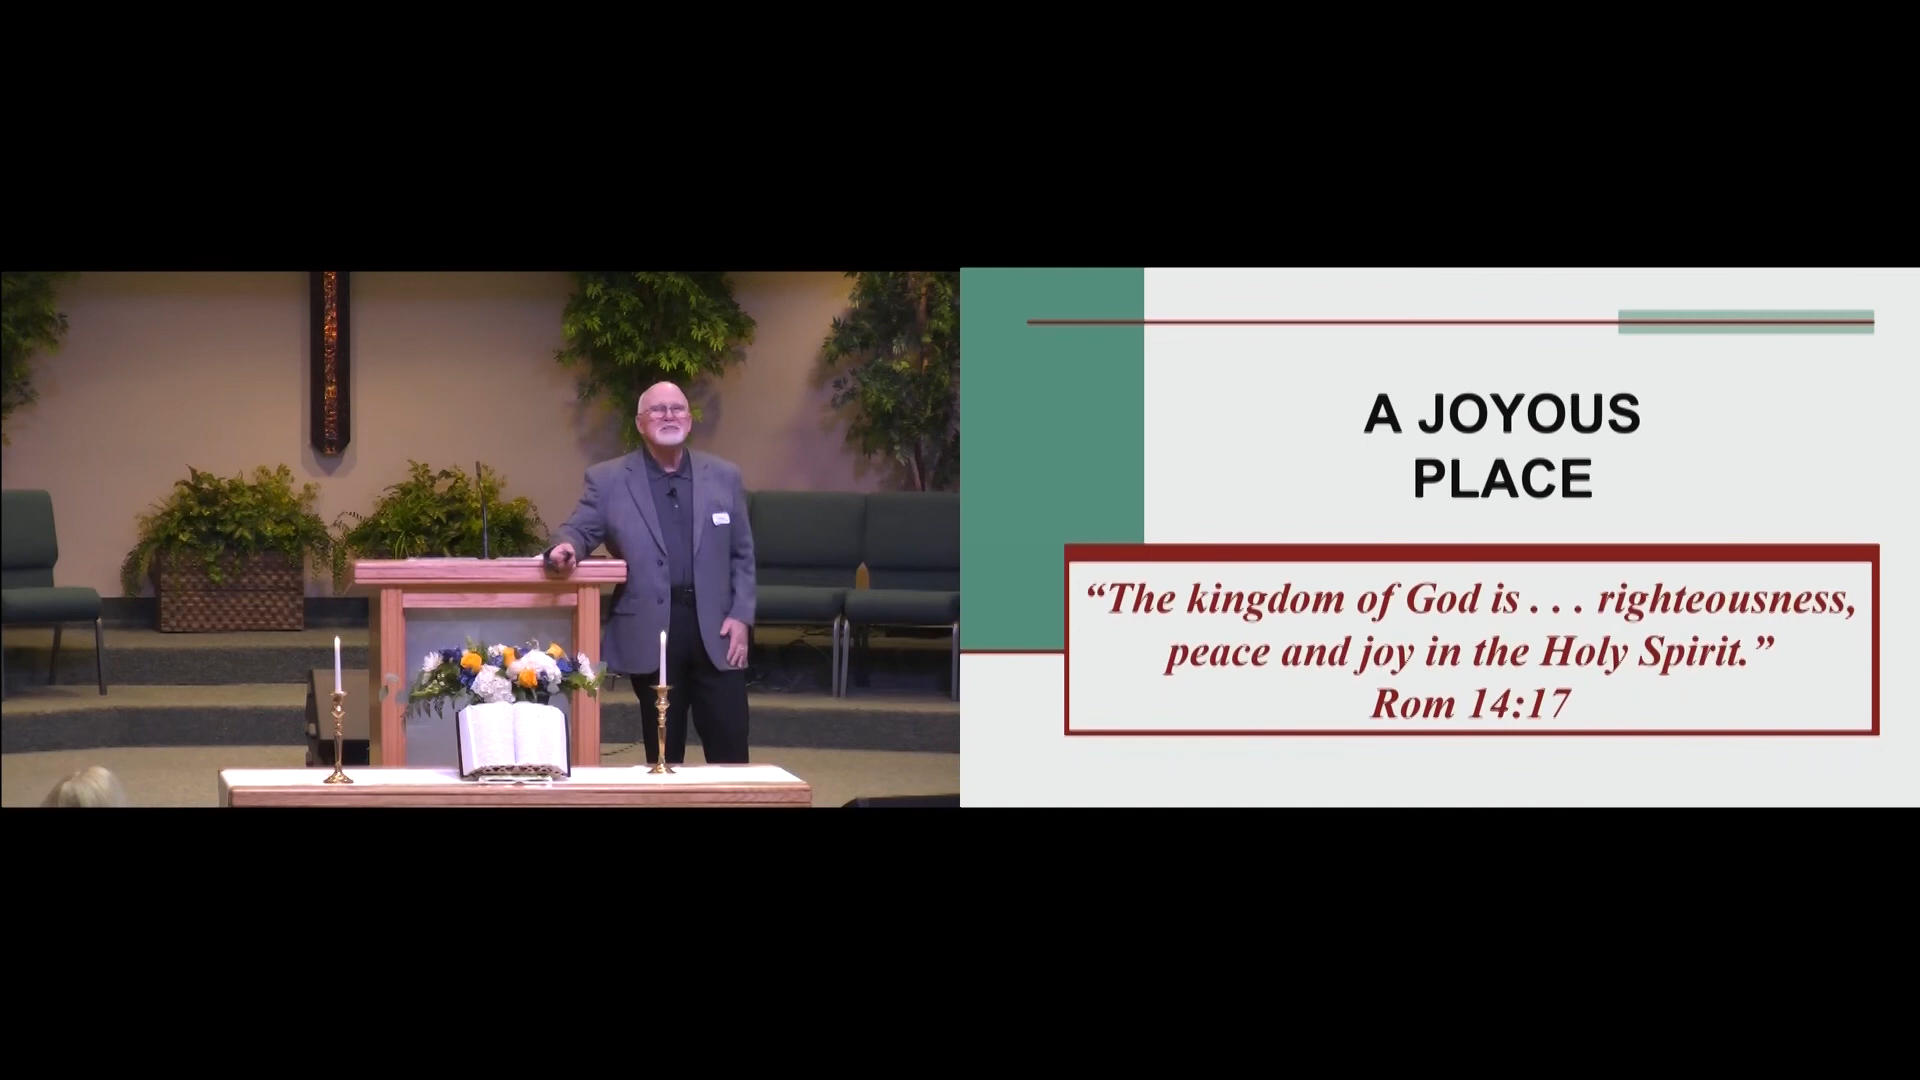 A JOYOUS
PLACE
“The kingdom of God is . . . righteousness,
peace and joy in the Holy Spirit.”
Rom 14:17